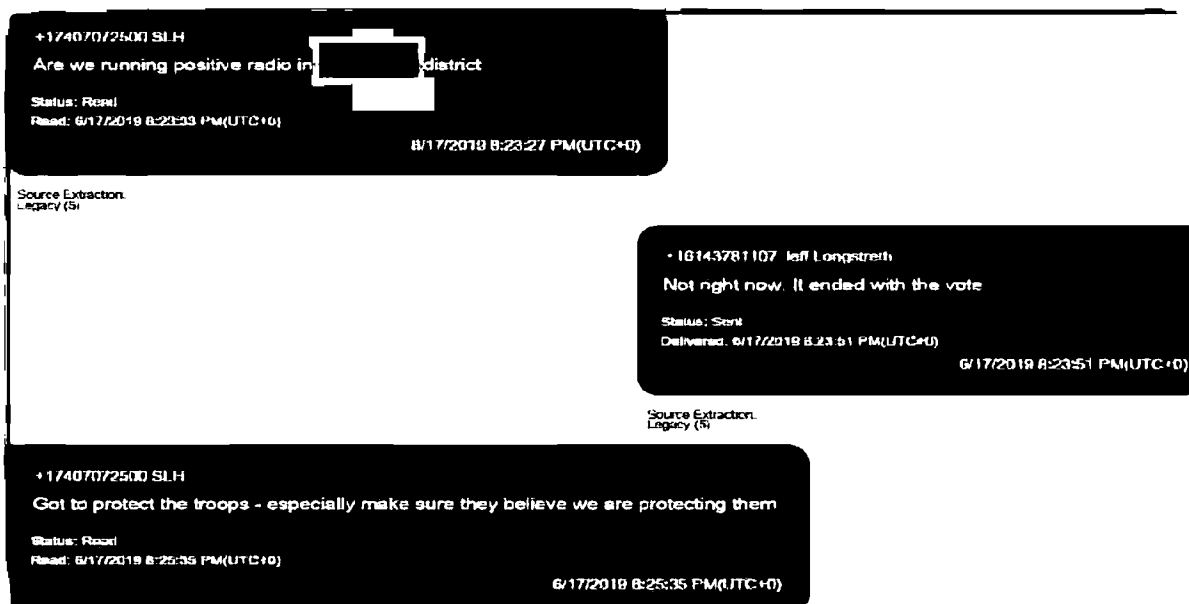 +17407072500 SLH
Are we running positive radio in district
Status: Read
Read: 6/17/2019 8:23:33 PM(UTC+0)
6/17/2019 8:23:27 PM(UTC+0)
Source Extraction:
Legacy (5)
+16143781107 Jeff Longstreth
Not right now. It ended with the vote
Status: Sent
Delivered: 6/17/2019 8:23:51 PM(UTC+0)
6/17/2019 8:23:51 PM(UTC+0)
Source Extraction:
Legacy (5)
+17407072500 SLH
Got to protect the troops - especially make sure they believe we are protecting them
Status: Read
Read: 6/17/2019 8:25:35 PM(UTC+0)
6/17/2019 8:25:35 PM(UTC+0)